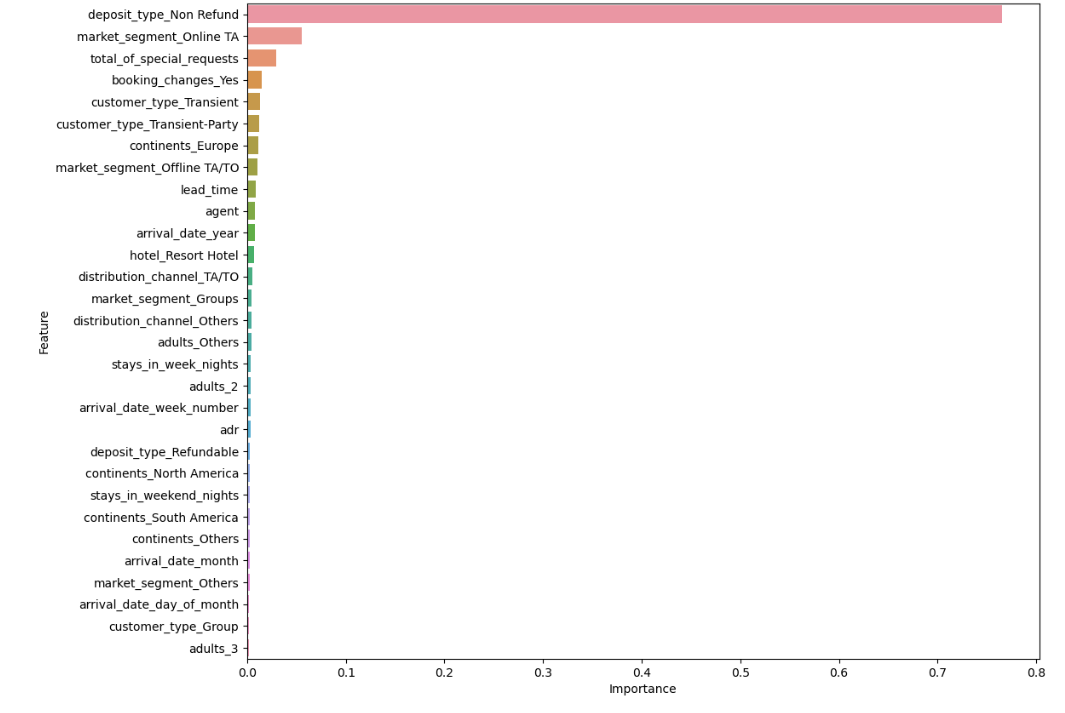 deposit_type_Non Refund
market_segment_Online TA
total_of_special_requests
booking_changes_Yes
customer_type_Transient
customer_type_Transient-Party
continents_Europe
market_segment_Offline TA/TO
lead_time
agent
arrival_date_year
hotel_Resort Hotel
distribution_channel_TA/TO
market_segment_Groups
distribution_channel_Others
adults_Others
stays_in_week_nights
adults_2
arrival_date_week_number
adr
deposit_type_Refundable
continents_North America
stays_in_weekend_nights
continents_South America
continents_Others
arrival_date_month
market_segment_Others
arrival_date_day_of_month
customer_type_Group
adults_3
Feature
0.0 0.1 0.2 0.3 0.4 0.5 0.6 0.7 0.8
Importance